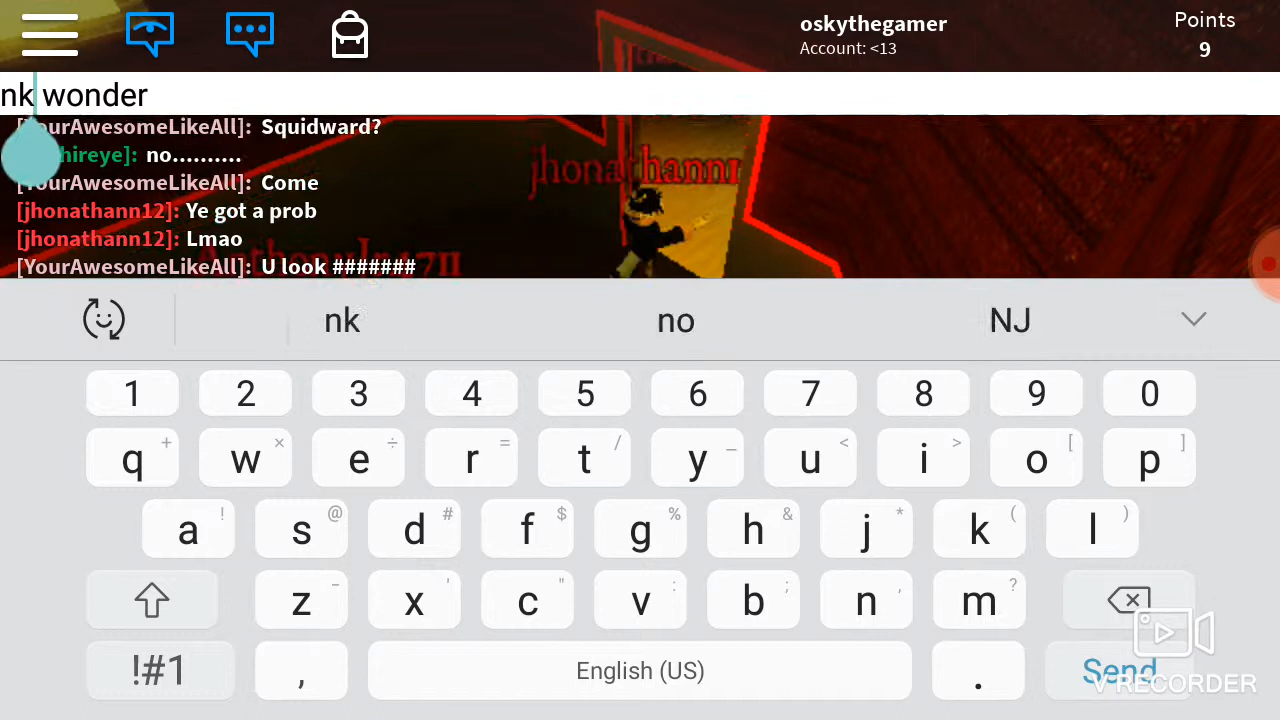 oskythegamer
Account: <13
Points
9
nk wonder
[YourAwesomeLikeAll]: Squidward?
hireye]: no..........
[YourAwesomeLikeAll]: Come
[jhonathann12]: Ye got a prob
[jhonathann12]: Lmao
[YourAwesomeLikeAll]: U look #######
nk no NJ
1 2 3 4 5 6 7 8 9 0
q + w × e ÷ r = t / y _ u < i > o [ p ]
a ! s @ d # f $ g % h & j * k ( l )
z - x ' c " v : b ; n , m ?
!#1 , English (US) . Send
V RECORDER